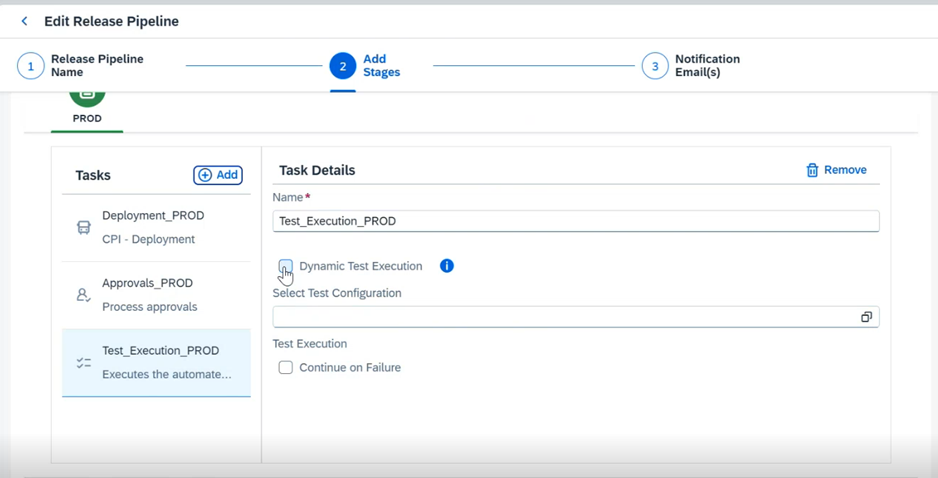 Edit Release Pipeline
1
Release Pipeline
Name
2
Add
Stages
3
Notification
Email(s)
PROD
Tasks
Add
Deployment_PROD
CPI - Deployment
Approvals_PROD
Process approvals
Test_Execution_PROD
Executes the automate...
Task Details
Remove
Name*
Test_Execution_PROD
Dynamic Test Execution
Select Test Configuration
Test Execution
Continue on Failure